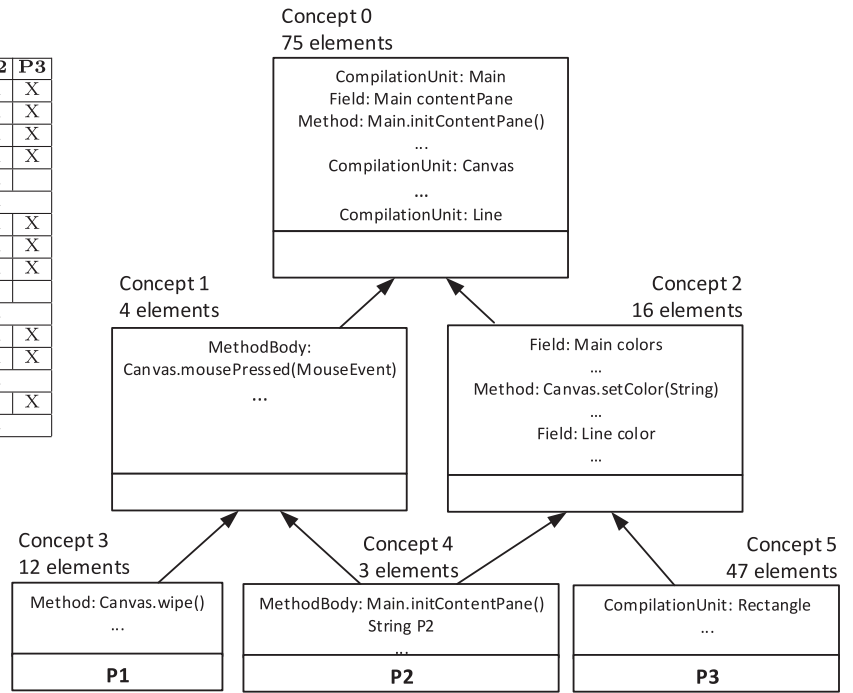 2 P3
X
X
X
X
X
X
X
X
X
X
Concept 0
75 elements
CompilationUnit: Main
Field: Main contentPane
Method: Main.initContentPane()
...
CompilationUnit: Canvas
...
CompilationUnit: Line
Concept 1
4 elements
MethodBody:
Canvas.mousePressed(MouseEvent)
...
Concept 2
16 elements
Field: Main colors
...
Method: Canvas.setColor(String)
...
Field: Line color
...
Concept 3
12 elements
Method: Canvas.wipe()
...
P1
Concept 4
3 elements
MethodBody: Main.initContentPane()
String P2
...
P2
Concept 5
47 elements
CompilationUnit: Rectangle
...
P3